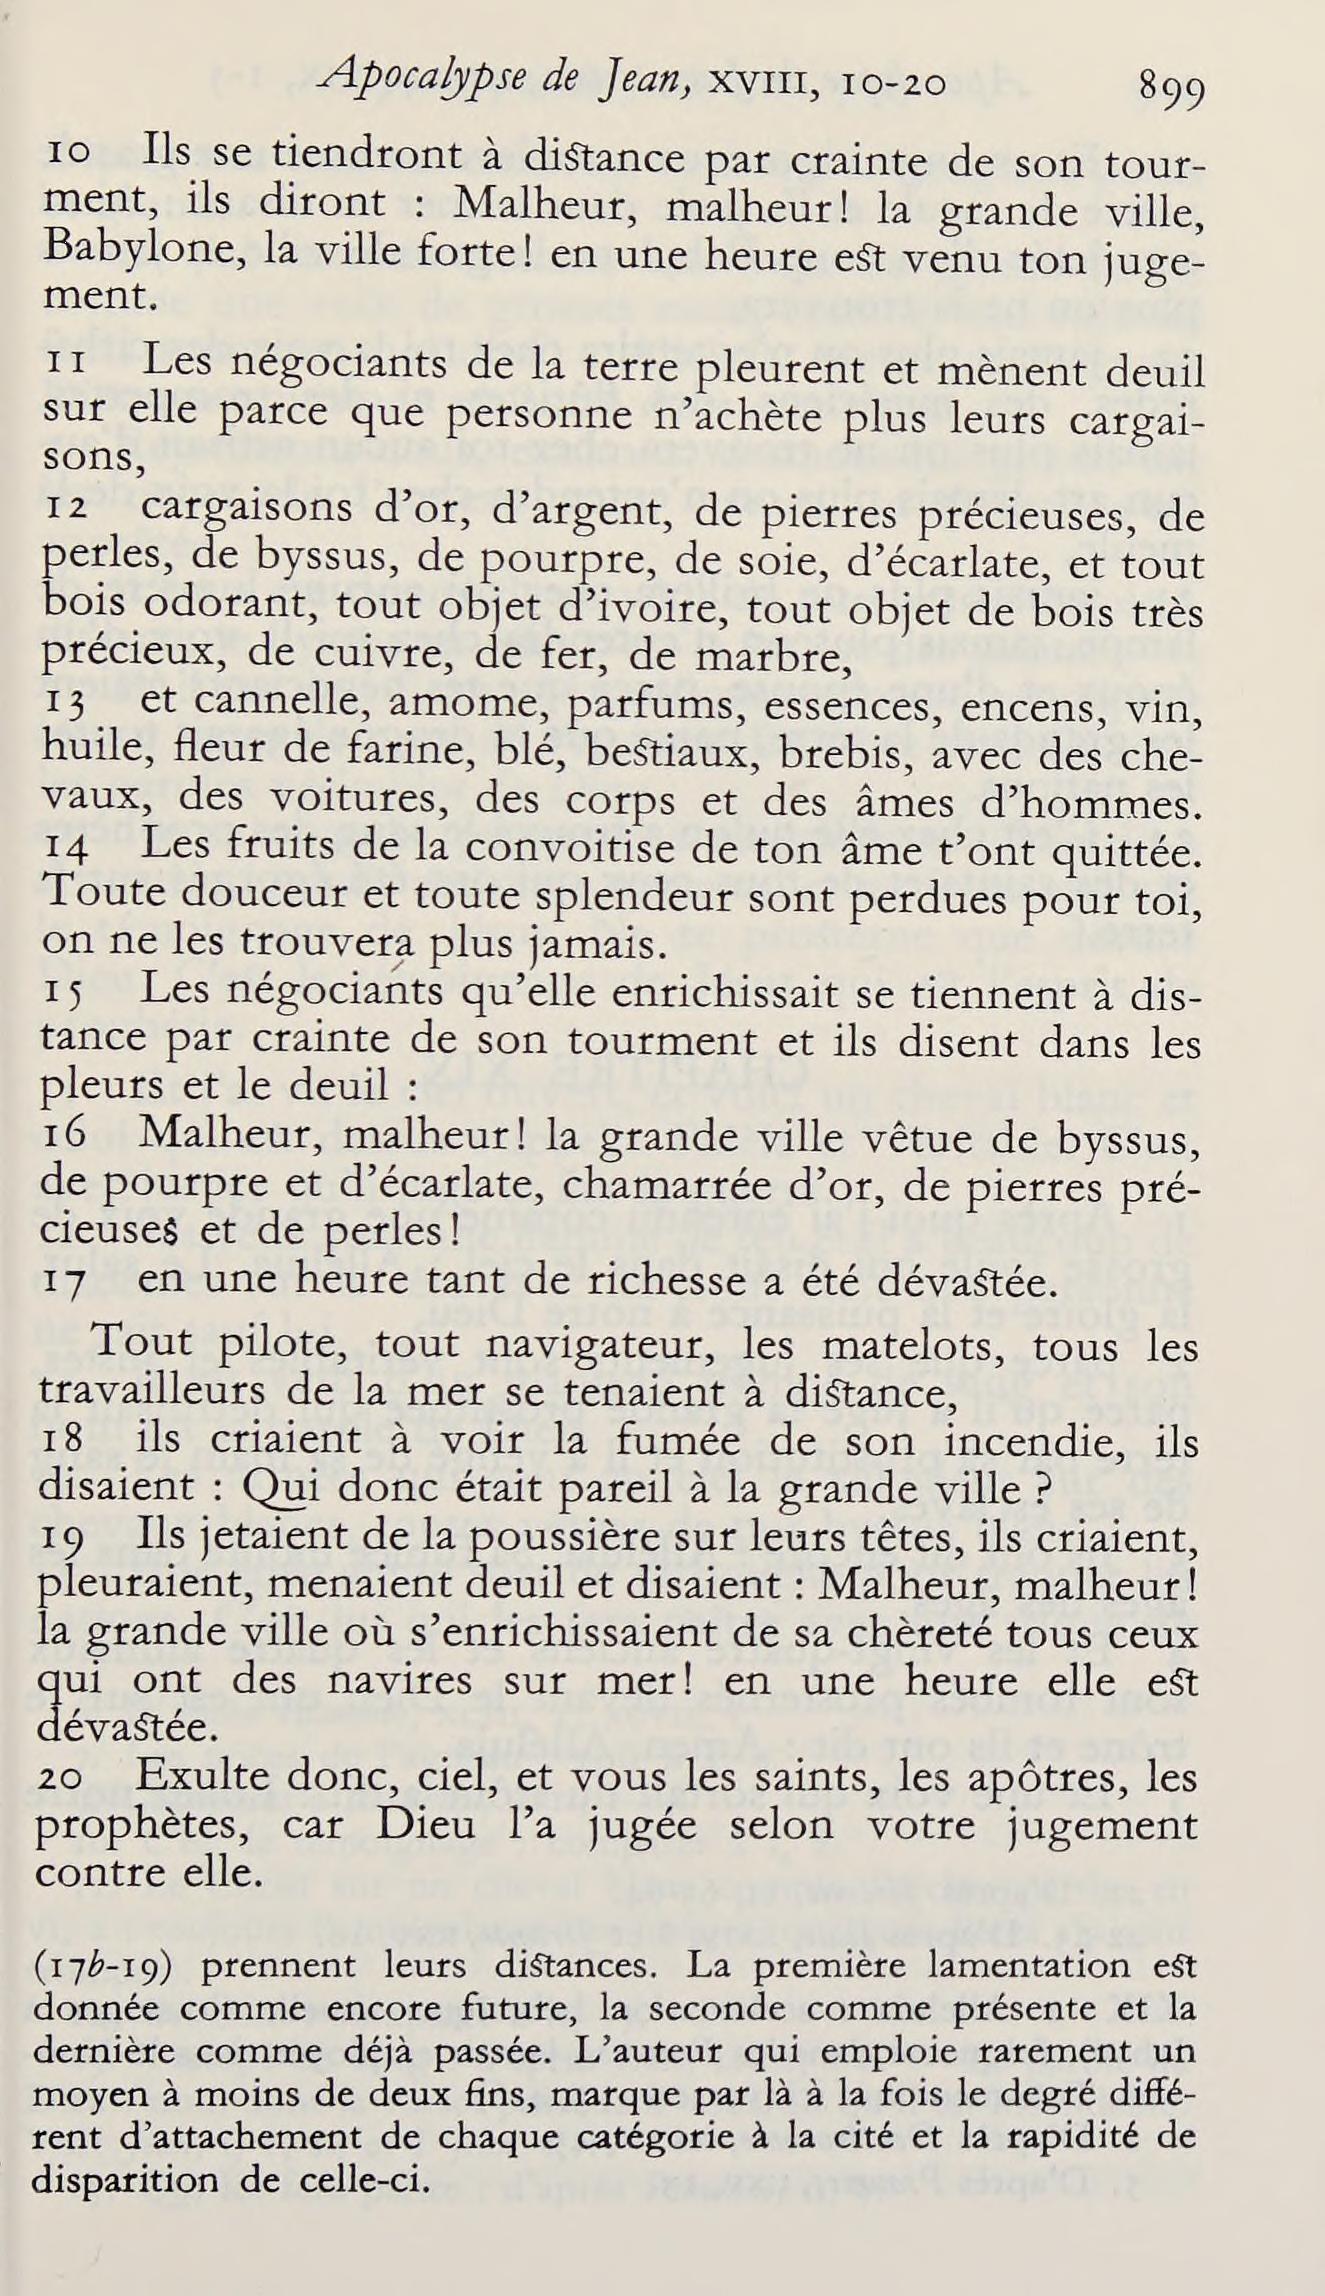 Apocalypse de Jean, XVIII, 10-20 899
10 Ils se tiendront à distance par crainte de son tour-
ment, ils diront : Malheur, malheur! la grande ville,
Babylone, la ville forte! en une heure est venu ton juge-
ment.
11 Les négociants de la terre pleurent et mènent deuil
sur elle parce que personne n'achète plus leurs cargai-
sons,
12 cargaisons d'or, d'argent, de pierres précieuses, de
perles, de byssus, de pourpre, de soie, d'écarlate, et tout
bois odorant, tout objet d'ivoire, tout objet de bois très
précieux, de cuivre, de fer, de marbre,
13 et cannelle, amome, parfums, essences, encens, vin,
huile, fleur de farine, blé, bestiaux, brebis, avec des che-
vaux, des voitures, des corps et des âmes d'hommes.
14 Les fruits de la convoitise de ton âme t'ont quittée.
Toute douceur et toute splendeur sont perdues pour toi,
on ne les trouvera plus jamais.
15 Les négociants qu'elle enrichissait se tiennent à dis-
tance par crainte de son tourment et ils disent dans les
pleurs et le deuil :
16 Malheur, malheur! la grande ville vêtue de byssus,
de pourpre et d'écarlate, chamarrée d'or, de pierres pré-
cieuses et de perles!
17 en une heure tant de richesse a été dévastée.
Tout pilote, tout navigateur, les matelots, tous les
travailleurs de la mer se tenaient à distance,
18 ils criaient à voir la fumée de son incendie, ils
disaient : Qui donc était pareil à la grande ville ?
19 Ils jetaient de la poussière sur leurs têtes, ils criaient,
pleuraient, menaient deuil et disaient : Malheur, malheur!
la grande ville où s'enrichissaient de sa chèreté tous ceux
qui ont des navires sur mer! en une heure elle est
dévastée.
20 Exulte donc, ciel, et vous les saints, les apôtres, les
prophètes, car Dieu l'a jugée selon votre jugement
contre elle.
(17b-19) prennent leurs distances. La première lamentation est
donnée comme encore future, la seconde comme présente et la
dernière comme déjà passée. L'auteur qui emploie rarement un
moyen à moins de deux fins, marque par là à la fois le degré diffé-
rent d'attachement de chaque catégorie à la cité et la rapidité de
disparition de celle-ci.